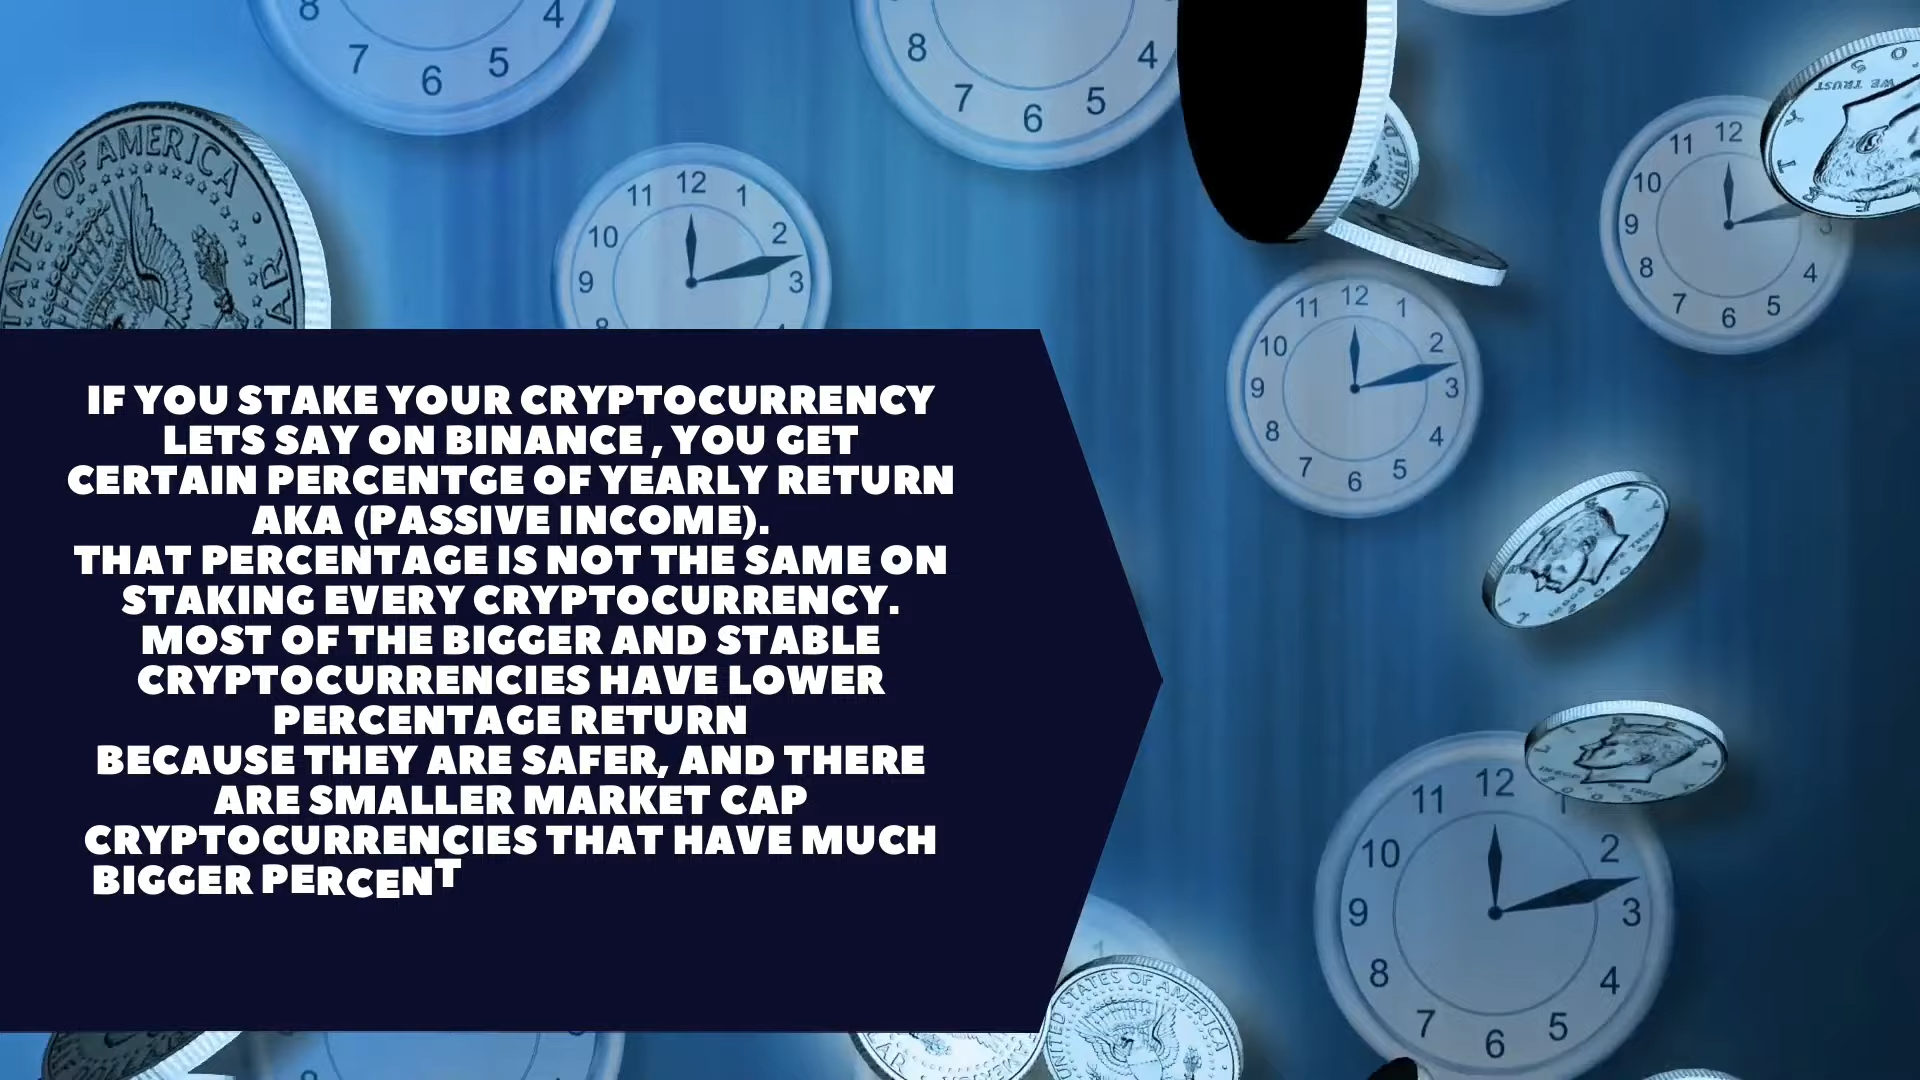 IF YOU STAKE YOUR CRYPTOCURRENCY
LETS SAY ON BINANCE , YOU GET
CERTAIN PERCENTGE OF YEARLY RETURN
AKA (PASSIVE INCOME).
THAT PERCENTAGE IS NOT THE SAME ON
STAKING EVERY CRYPTOCURRENCY.
MOST OF THE BIGGER AND STABLE
CRYPTOCURRENCIES HAVE LOWER
PERCENTAGE RETURN
BECAUSE THEY ARE SAFER, AND THERE
ARE SMALLER MARKET CAP
CRYPTOCURRENCIES THAT HAVE MUCH
BIGGER PERCENT